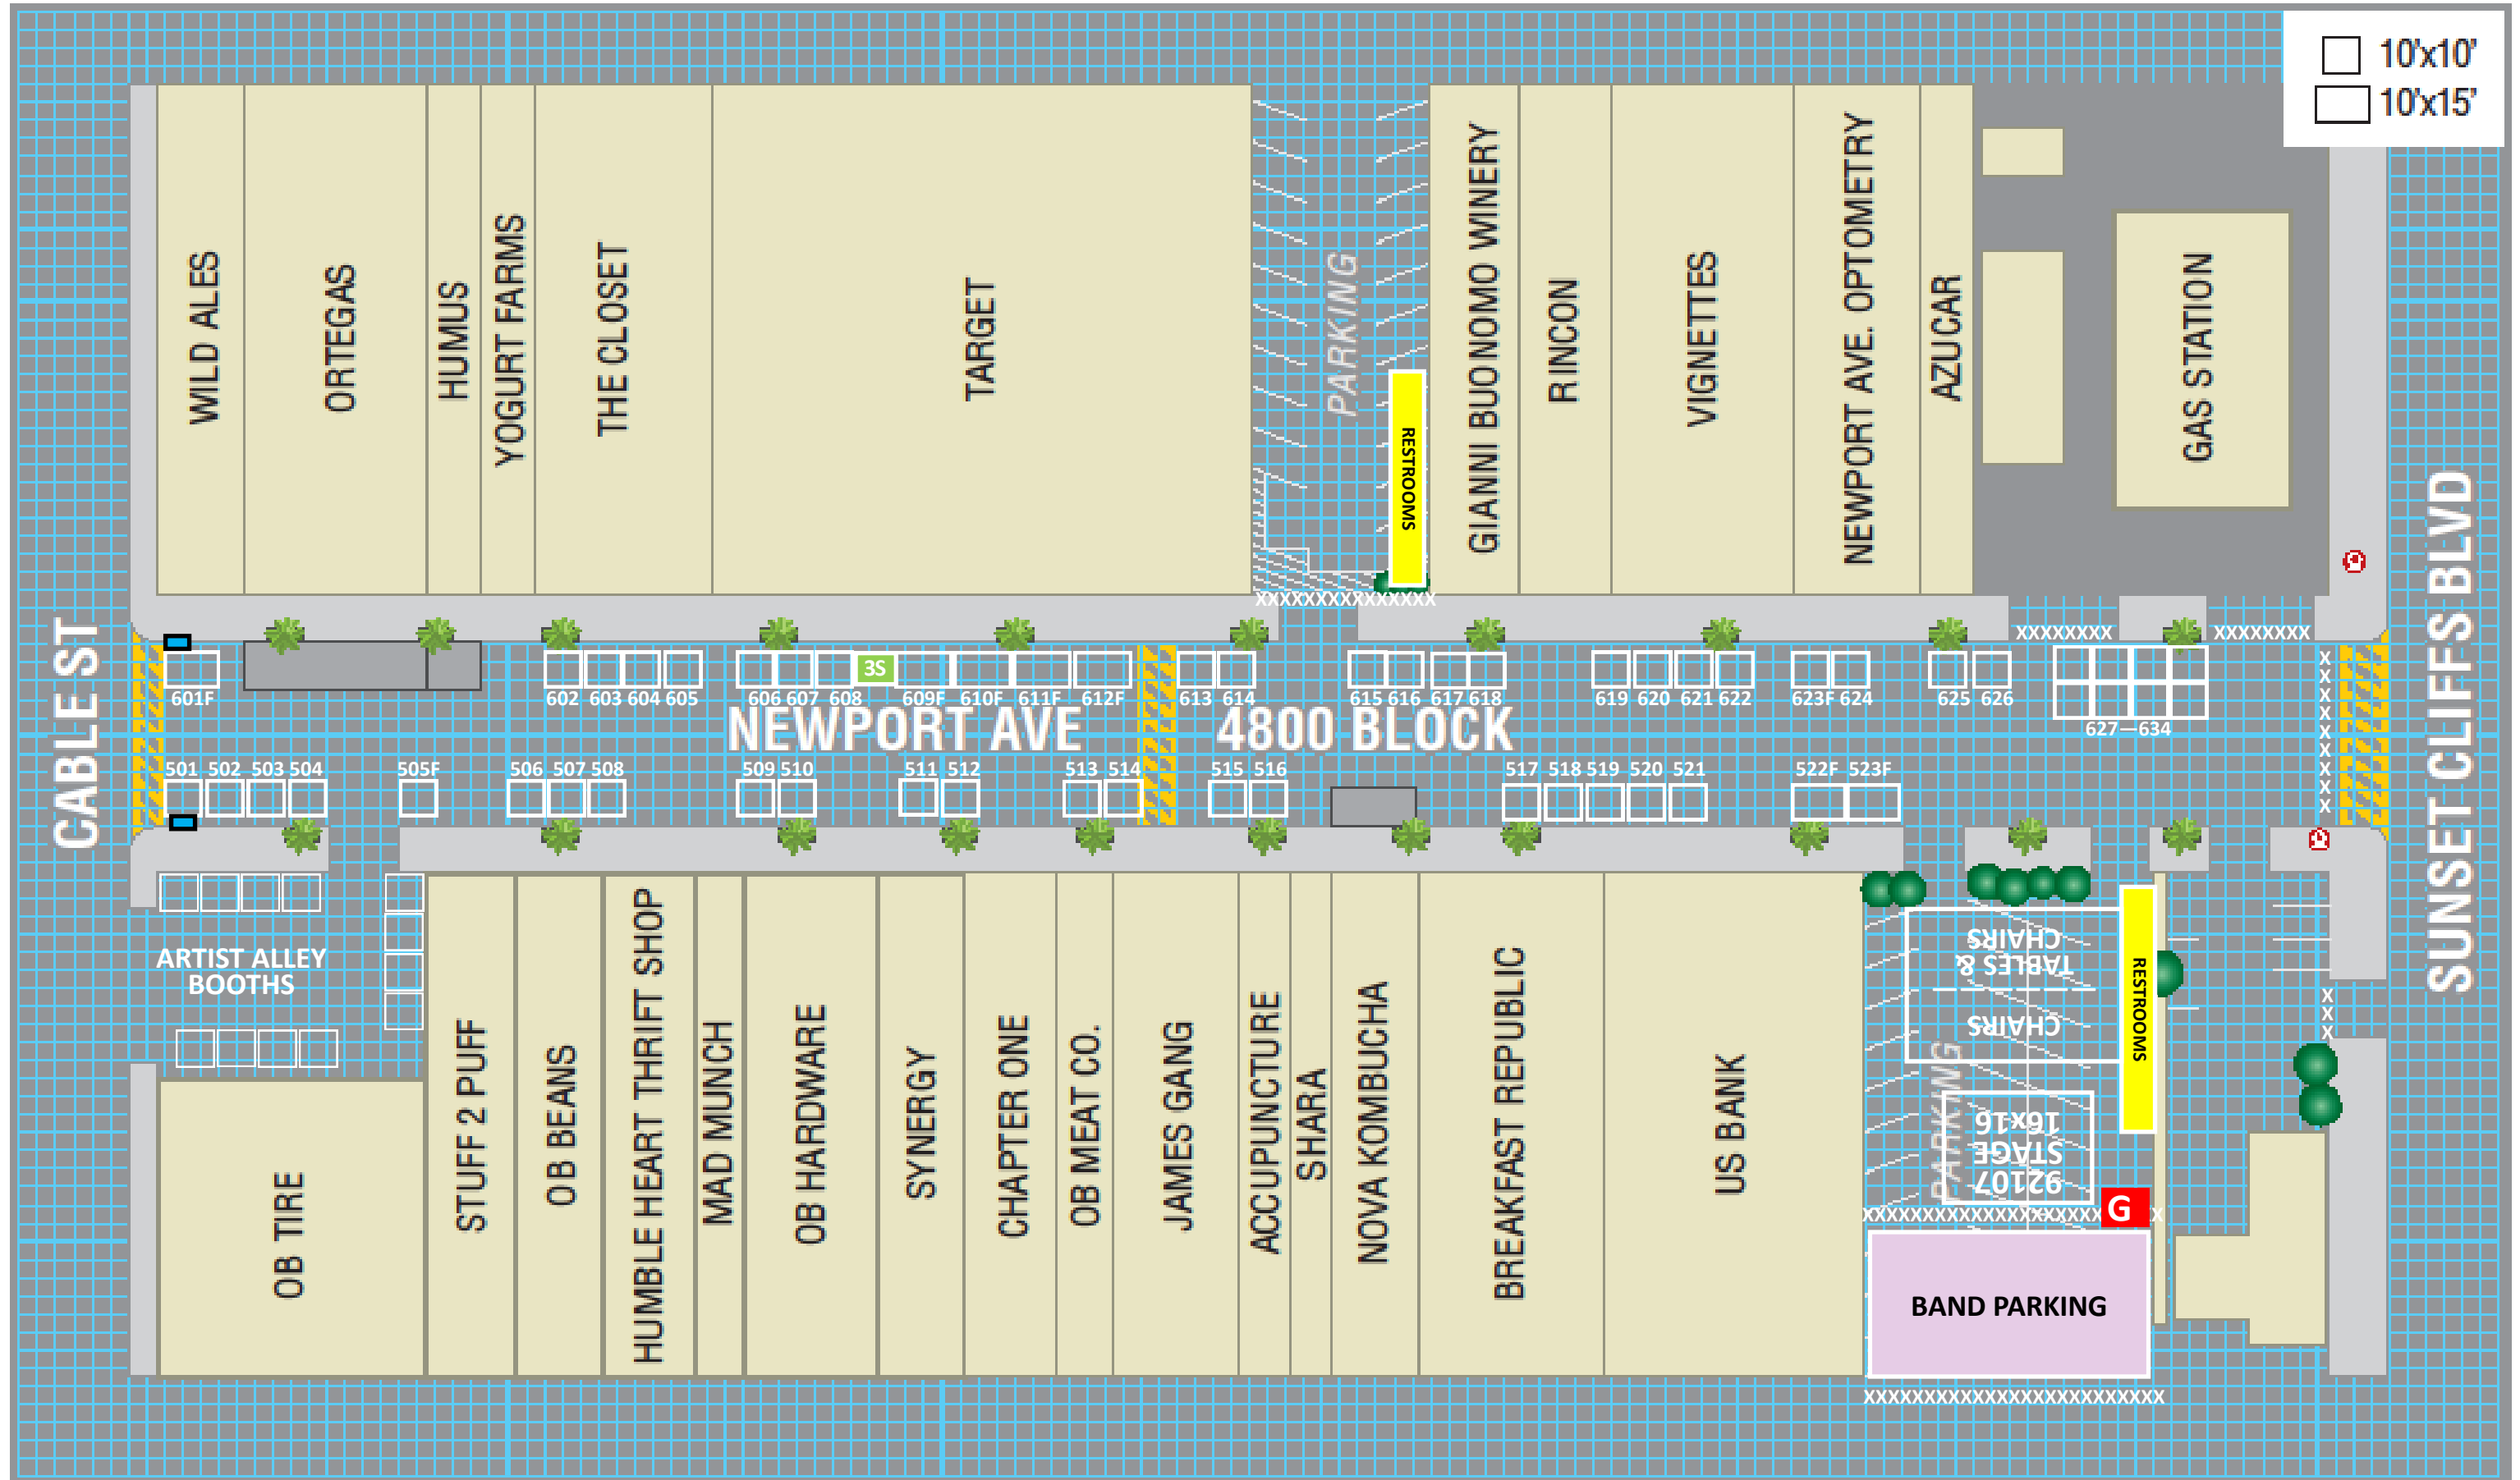 10'x10'
10'x15'
WILD ALES
ORTEGAS
HUMUS
YOGURT FARMS
THE CLOSET
TARGET
PARKING
RESTROOMS
GIANNI BUONOMO WINERY
RINCON
VIGNETTES
NEWPORT AVE. OPTOMETRY
AZUCAR
GAS STATION
XXXXXXXXXXXXXXX
XXXXXXXX
XXXXXXXX
3S
601F
602
603
604
605
606
607
608
609F
610F
611F
612F
613
614
615
616
617
618
619
620
621
622
623F
624
625
626
627—634
X
X
X
X
X
X
X
X
X
CABLE ST
NEWPORT AVE
4800 BLOCK
SUNSET CLIFFS BLVD
501
502
503
504
505F
506
507
508
509
510
511
512
513
514
515
516
517
518
519
520
521
522F
523F
ARTIST ALLEY
BOOTHS
OB TIRE
STUFF 2 PUFF
OB BEANS
HUMBLE HEART THRIFT SHOP
MAD MUNCH
OB HARDWARE
SYNERGY
CHAPTER ONE
OB MEAT CO.
JAMES GANG
ACCUPUNCTURE
SHARA
NOVA KOMBUCHA
BREAKFAST REPUBLIC
US BANK
TABLES &
CHAIRS
CHAIRS
RESTROOMS
X
X
X
PARKING
92107
STAGE
16x16
G
XXXXXXXXXXXXXXXXXXXXXXXX
BAND PARKING
XXXXXXXXXXXXXXXXXXXXXXXXX